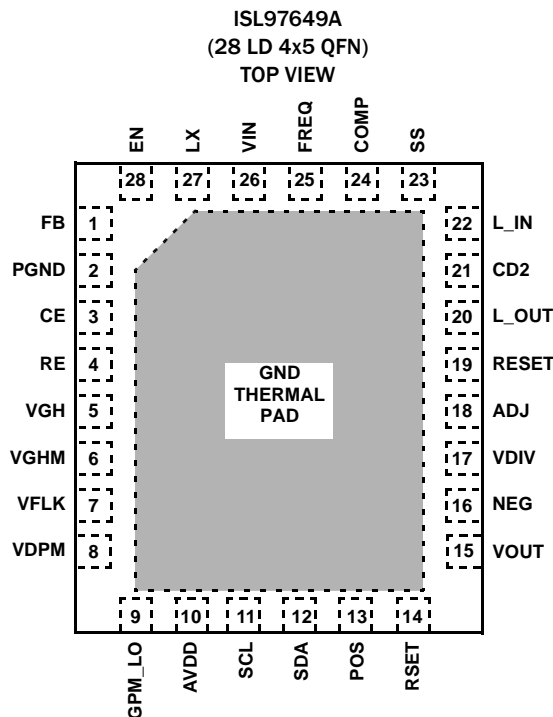 ISL97649A
(28 LD 4x5 QFN)
TOP VIEW
EN
LX
VIN
FREQ
COMP
SS
28
27
26
25
24
23
FB
1
PGND
2
CE
3
RE
4
VGH
5
VGHM
6
VFLK
7
VDPM
8
GND
THERMAL
PAD
22
L_IN
21
CD2
20
L_OUT
19
RESET
18
ADJ
17
VDIV
16
NEG
15
VOUT
9
10
11
12
13
14
GPM_LO
AVDD
SCL
SDA
POS
RSET